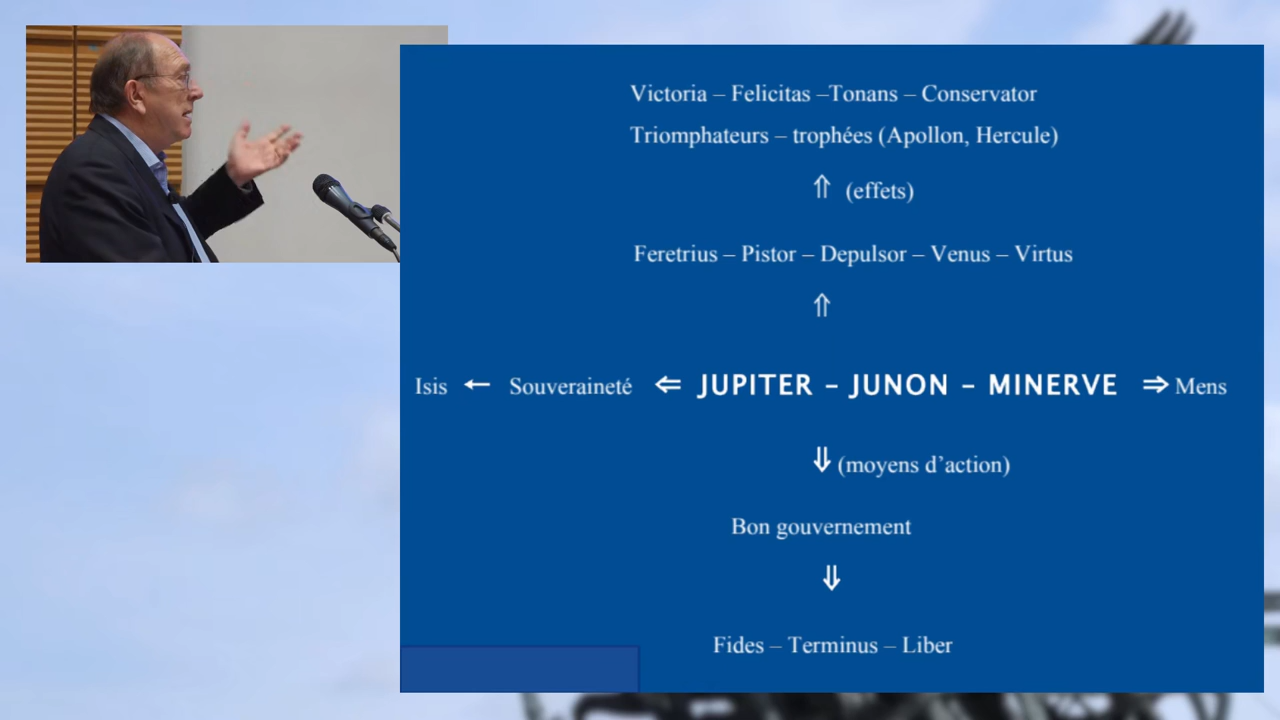 Victoria – Felicitas –Tonans – Conservator
Triomphateurs – trophées (Apollon, Hercule)
⇑ (effets)
Feretrius – Pistor – Depulsor – Venus – Virtus
⇑
Isis ← Souveraineté ⇐ JUPITER – JUNON – MINERVE ⇒ Mens
⇓ (moyens d'action)
Bon gouvernement
⇓
Fides – Terminus – Liber